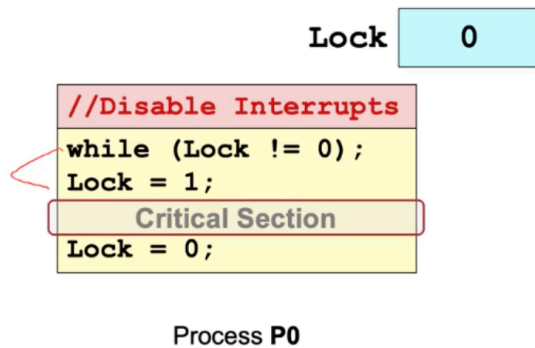 Lock 0
//Disable Interrupts
while (Lock != 0);
Lock = 1;
Critical Section
Lock = 0;
Process P0